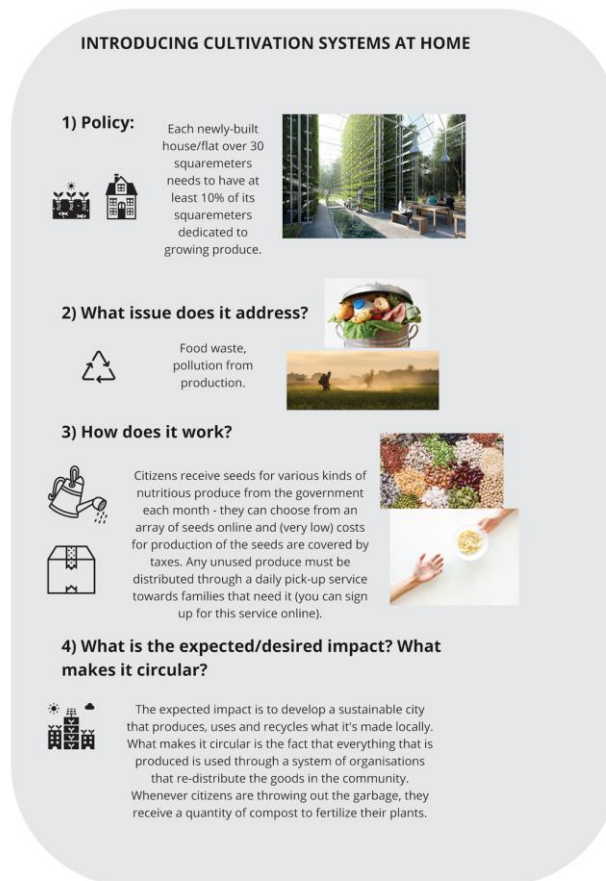 INTRODUCING CULTIVATION SYSTEMS AT HOME
1) Policy:
Each newly-built
house/flat over 30
squaremeters
needs to have at
least 10% of its
squaremeters
dedicated to
growing produce.
2) What issue does it address?
Food waste,
pollution from
production.
3) How does it work?
Citizens receive seeds for various kinds of
nutritious produce from the government
each month - they can choose from an
array of seeds online and (very low) costs
for production of the seeds are covered by
taxes. Any unused produce must be
distributed through a daily pick-up service
towards families that need it (you can sign
up for this service online).
4) What is the expected/desired impact? What
makes it circular?
The expected impact is to develop a sustainable city
that produces, uses and recycles what it's made locally.
What makes it circular is the fact that everything that is
produced is used through a system of organisations
that re-distribute the goods in the community.
Whenever citizens are throwing out the garbage, they
receive a quantity of compost to fertilize their plants.